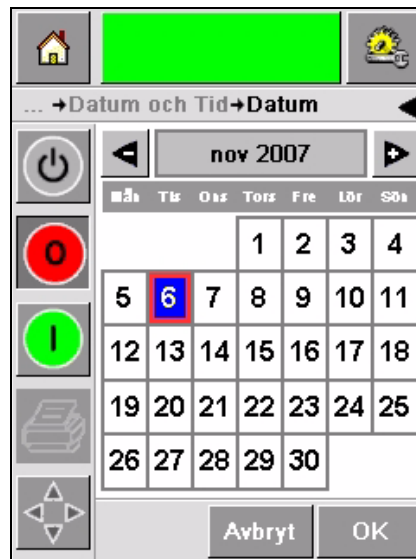 ... →Datum och Tid→Datum
nov 2007
Mån Tis Ons Tors Fre Lör Sön
0 1 2 3 4
5 6 7 8 9 10 11
I 12 13 14 15 16 17 18
19 20 21 22 23 24 25
26 27 28 29 30
Avbryt OK